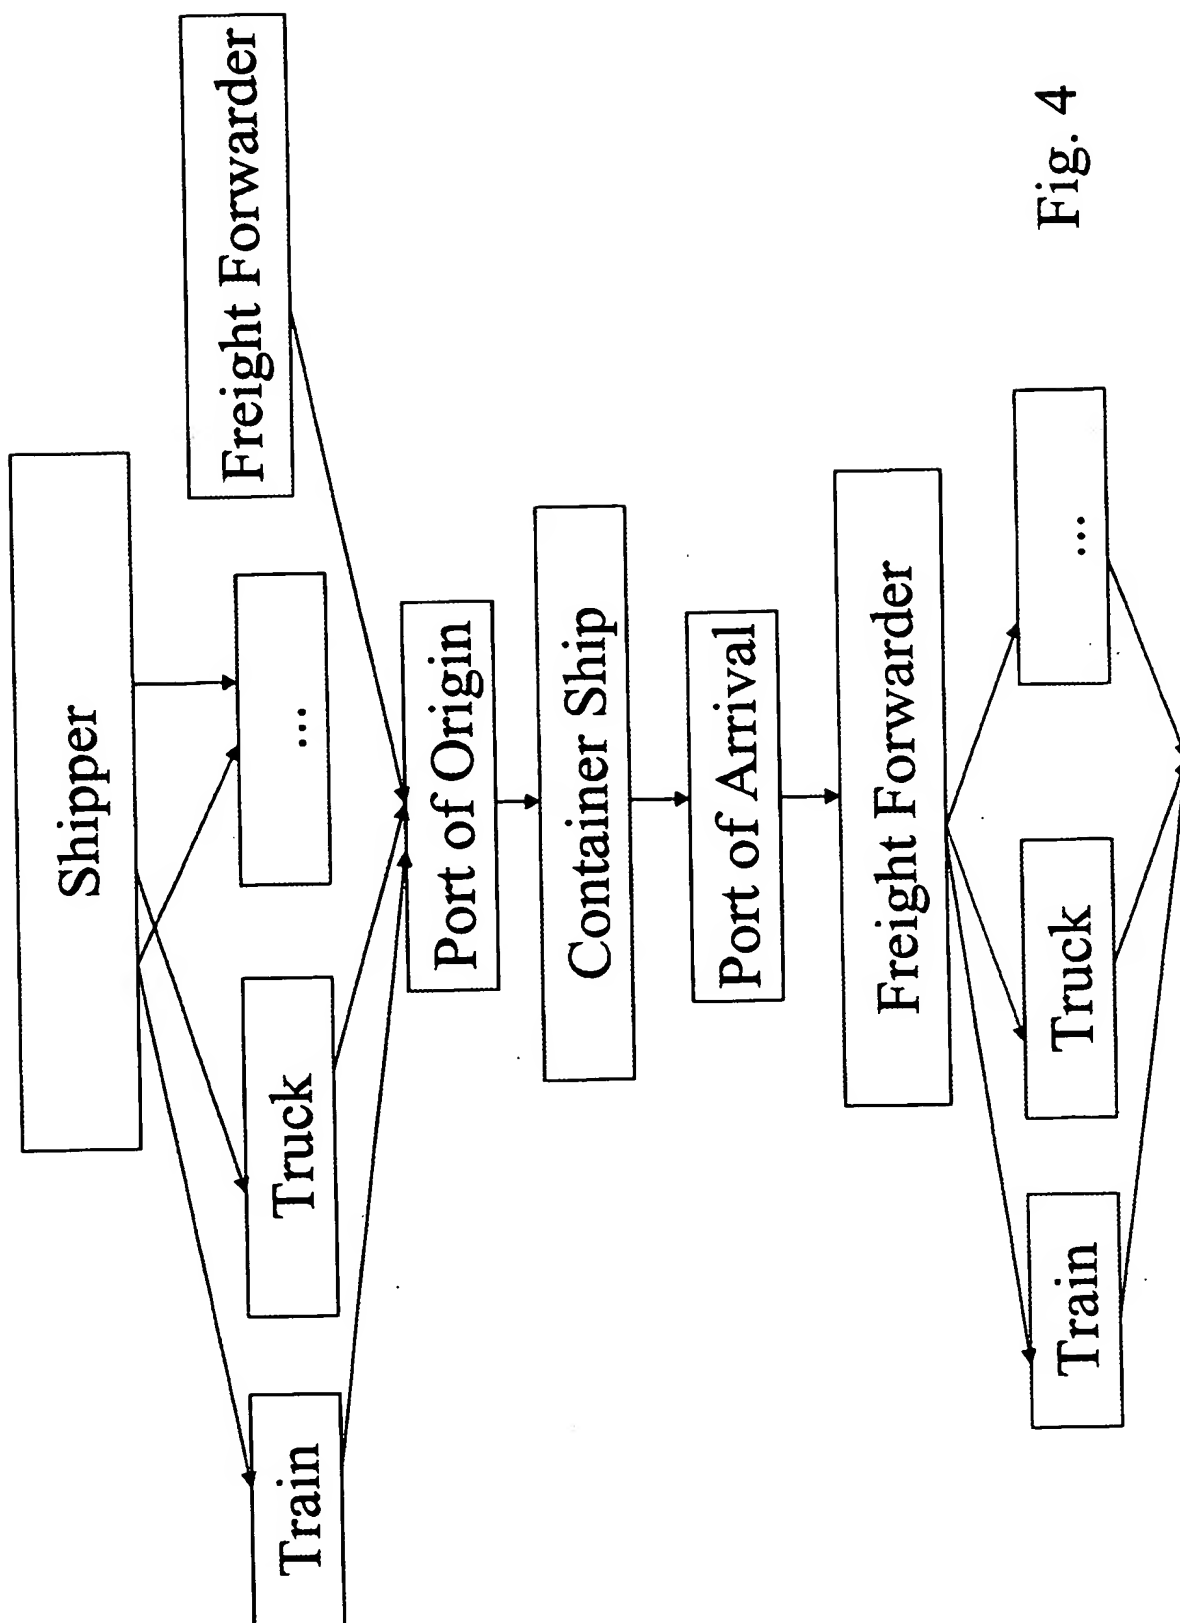 Shipper
Train
Truck
...
Freight Forwarder
Port of Origin
Container Ship
Port of Arrival
Freight Forwarder
Train
Truck
...
Fig. 4